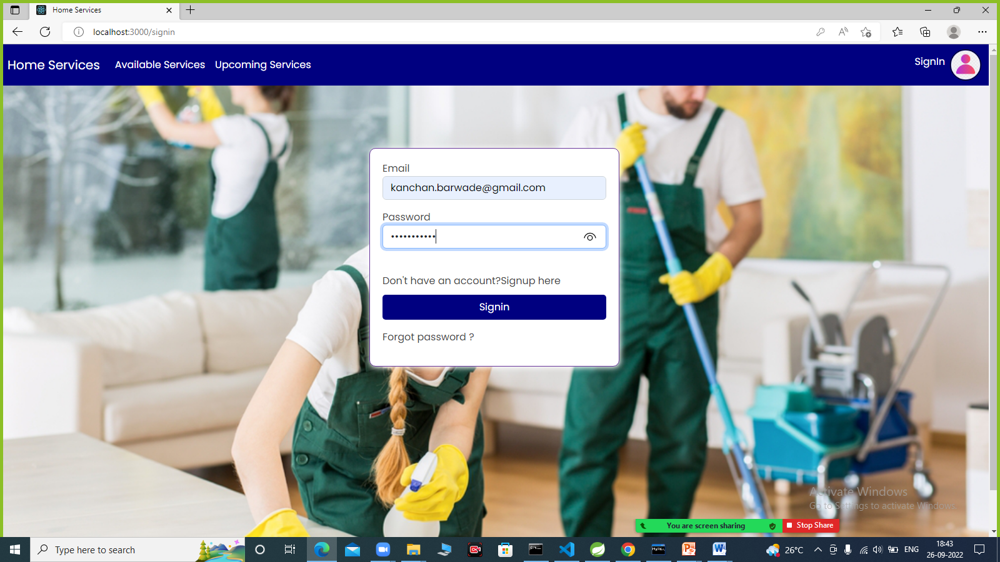 Home Services
localhost:3000/signin
Home Services
Available Services
Upcoming Services
SignIn
Email
kanchan.barwade@gmail.com
Password
•••••••••••
Don't have an account?Signup here
Signin
Forgot password ?
Activate Windows
Go to Settings to activate Windows.
You are screen sharing
Stop Share
Type here to search
26°C
ENG
18:43
26-09-2022